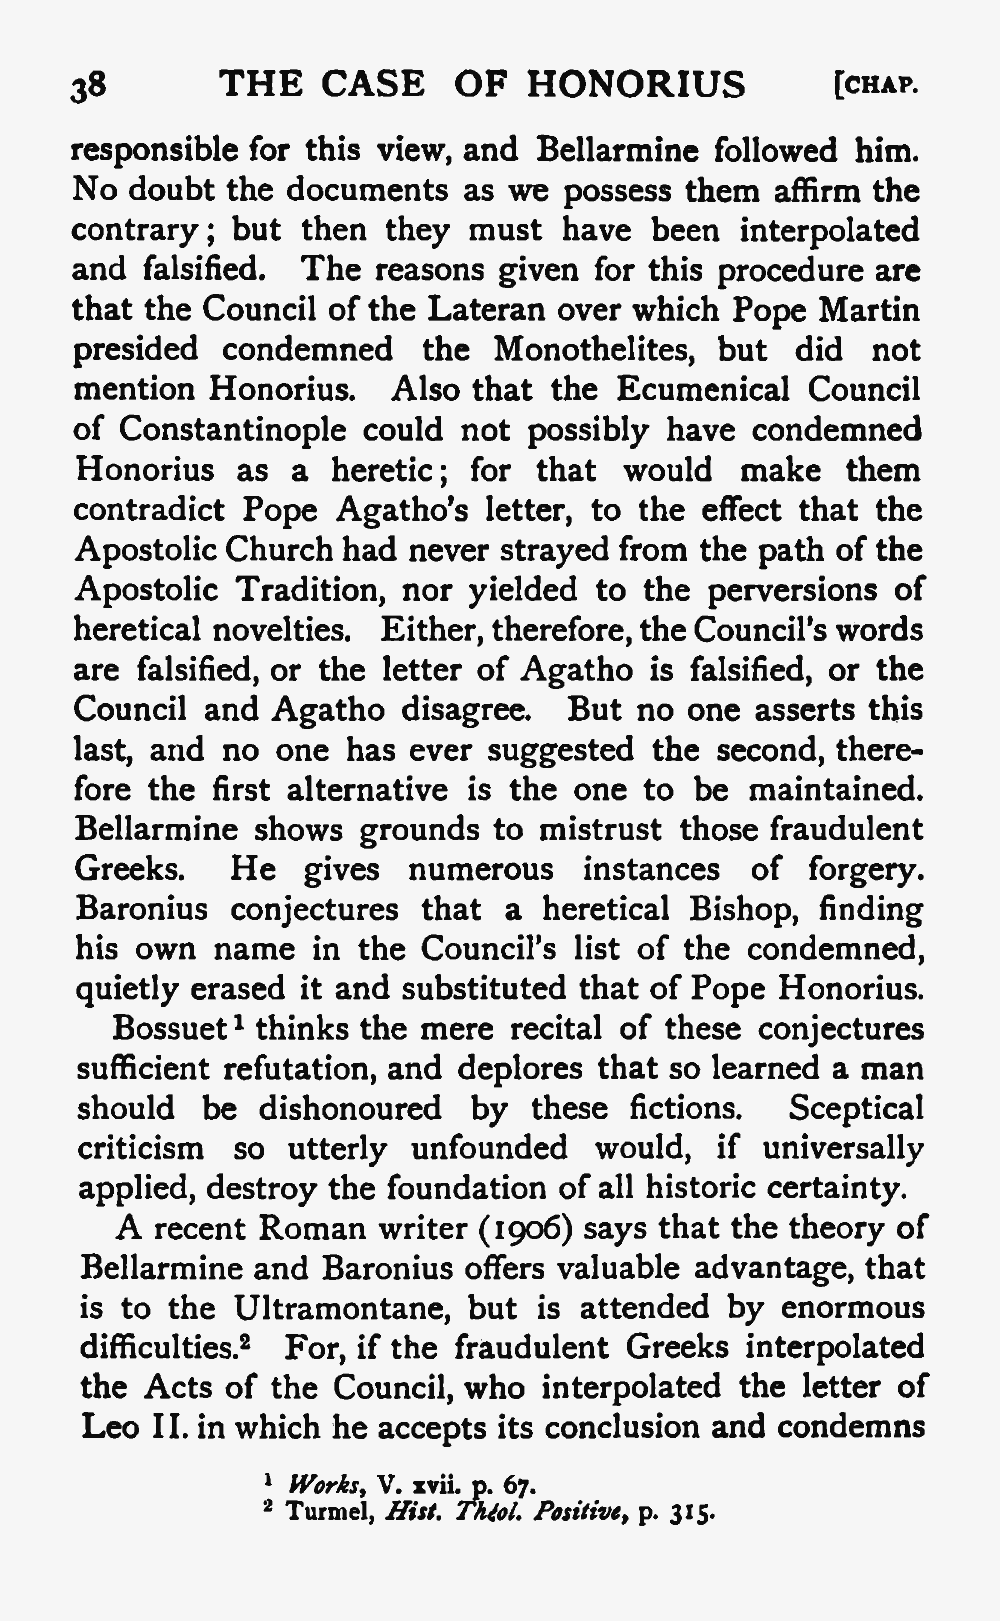 38 THE CASE OF HONORIUS [CHAP.
responsible for this view, and Bellarmine followed him.
No doubt the documents as we possess them affirm the
contrary; but then they must have been interpolated
and falsified. The reasons given for this procedure are
that the Council of the Lateran over which Pope Martin
presided condemned the Monothelites, but did not
mention Honorius. Also that the Ecumenical Council
of Constantinople could not possibly have condemned
Honorius as a heretic; for that would make them
contradict Pope Agatho's letter, to the effect that the
Apostolic Church had never strayed from the path of the
Apostolic Tradition, nor yielded to the perversions of
heretical novelties. Either, therefore, the Council's words
are falsified, or the letter of Agatho is falsified, or the
Council and Agatho disagree. But no one asserts this
last, and no one has ever suggested the second, there-
fore the first alternative is the one to be maintained.
Bellarmine shows grounds to mistrust those fraudulent
Greeks. He gives numerous instances of forgery.
Baronius conjectures that a heretical Bishop, finding
his own name in the Council's list of the condemned,
quietly erased it and substituted that of Pope Honorius.
Bossuet¹ thinks the mere recital of these conjectures
sufficient refutation, and deplores that so learned a man
should be dishonoured by these fictions. Sceptical
criticism so utterly unfounded would, if universally
applied, destroy the foundation of all historic certainty.
A recent Roman writer (1906) says that the theory of
Bellarmine and Baronius offers valuable advantage, that
is to the Ultramontane, but is attended by enormous
difficulties.² For, if the fraudulent Greeks interpolated
the Acts of the Council, who interpolated the letter of
Leo II. in which he accepts its conclusion and condemns
¹ Works, V. xvii. p. 67.
² Turmel, Hist. Théol. Positive, p. 315.